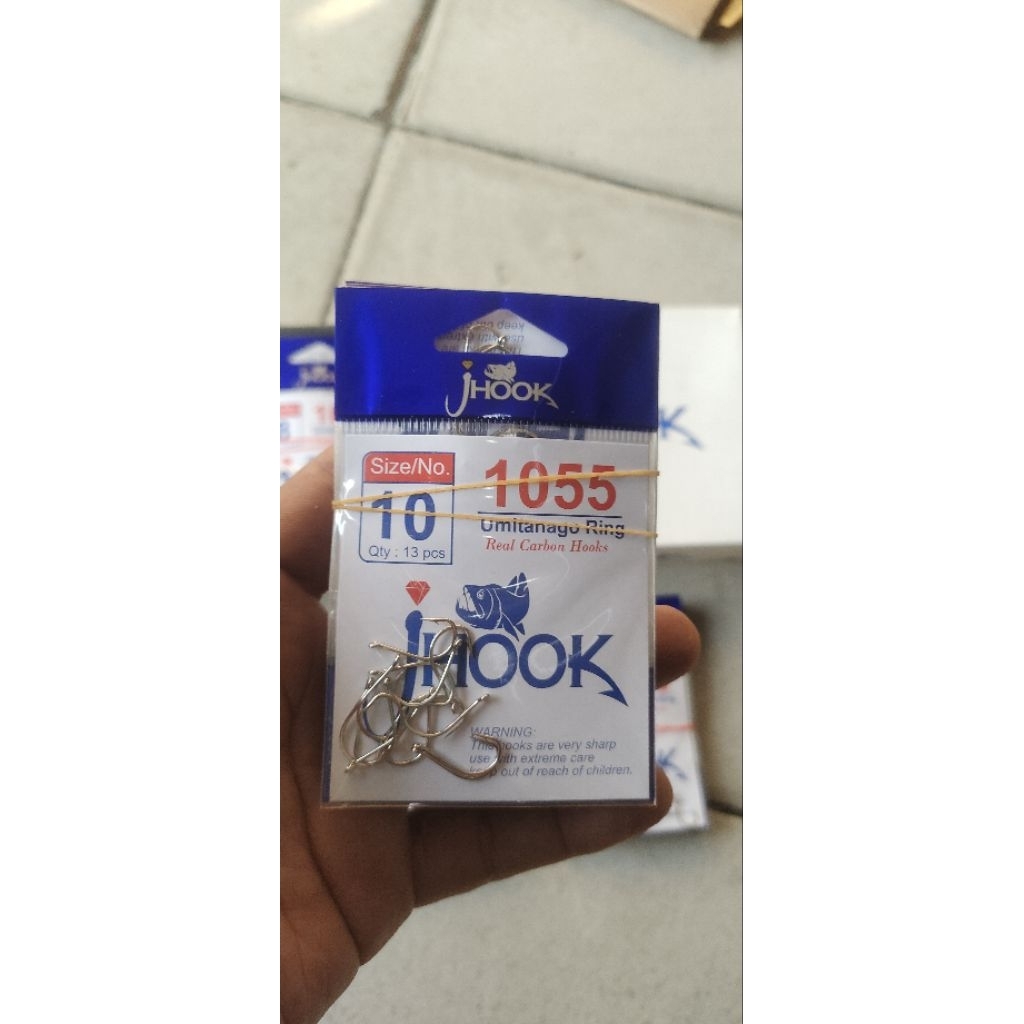 jHOOK
Size/No.
10
Qty : 13 pcs
1055
Umitanago Ring
Real Carbon Hooks
jHOOK
WARNING:
This hooks are very sharp
use with extreme care
keep out of reach of children.